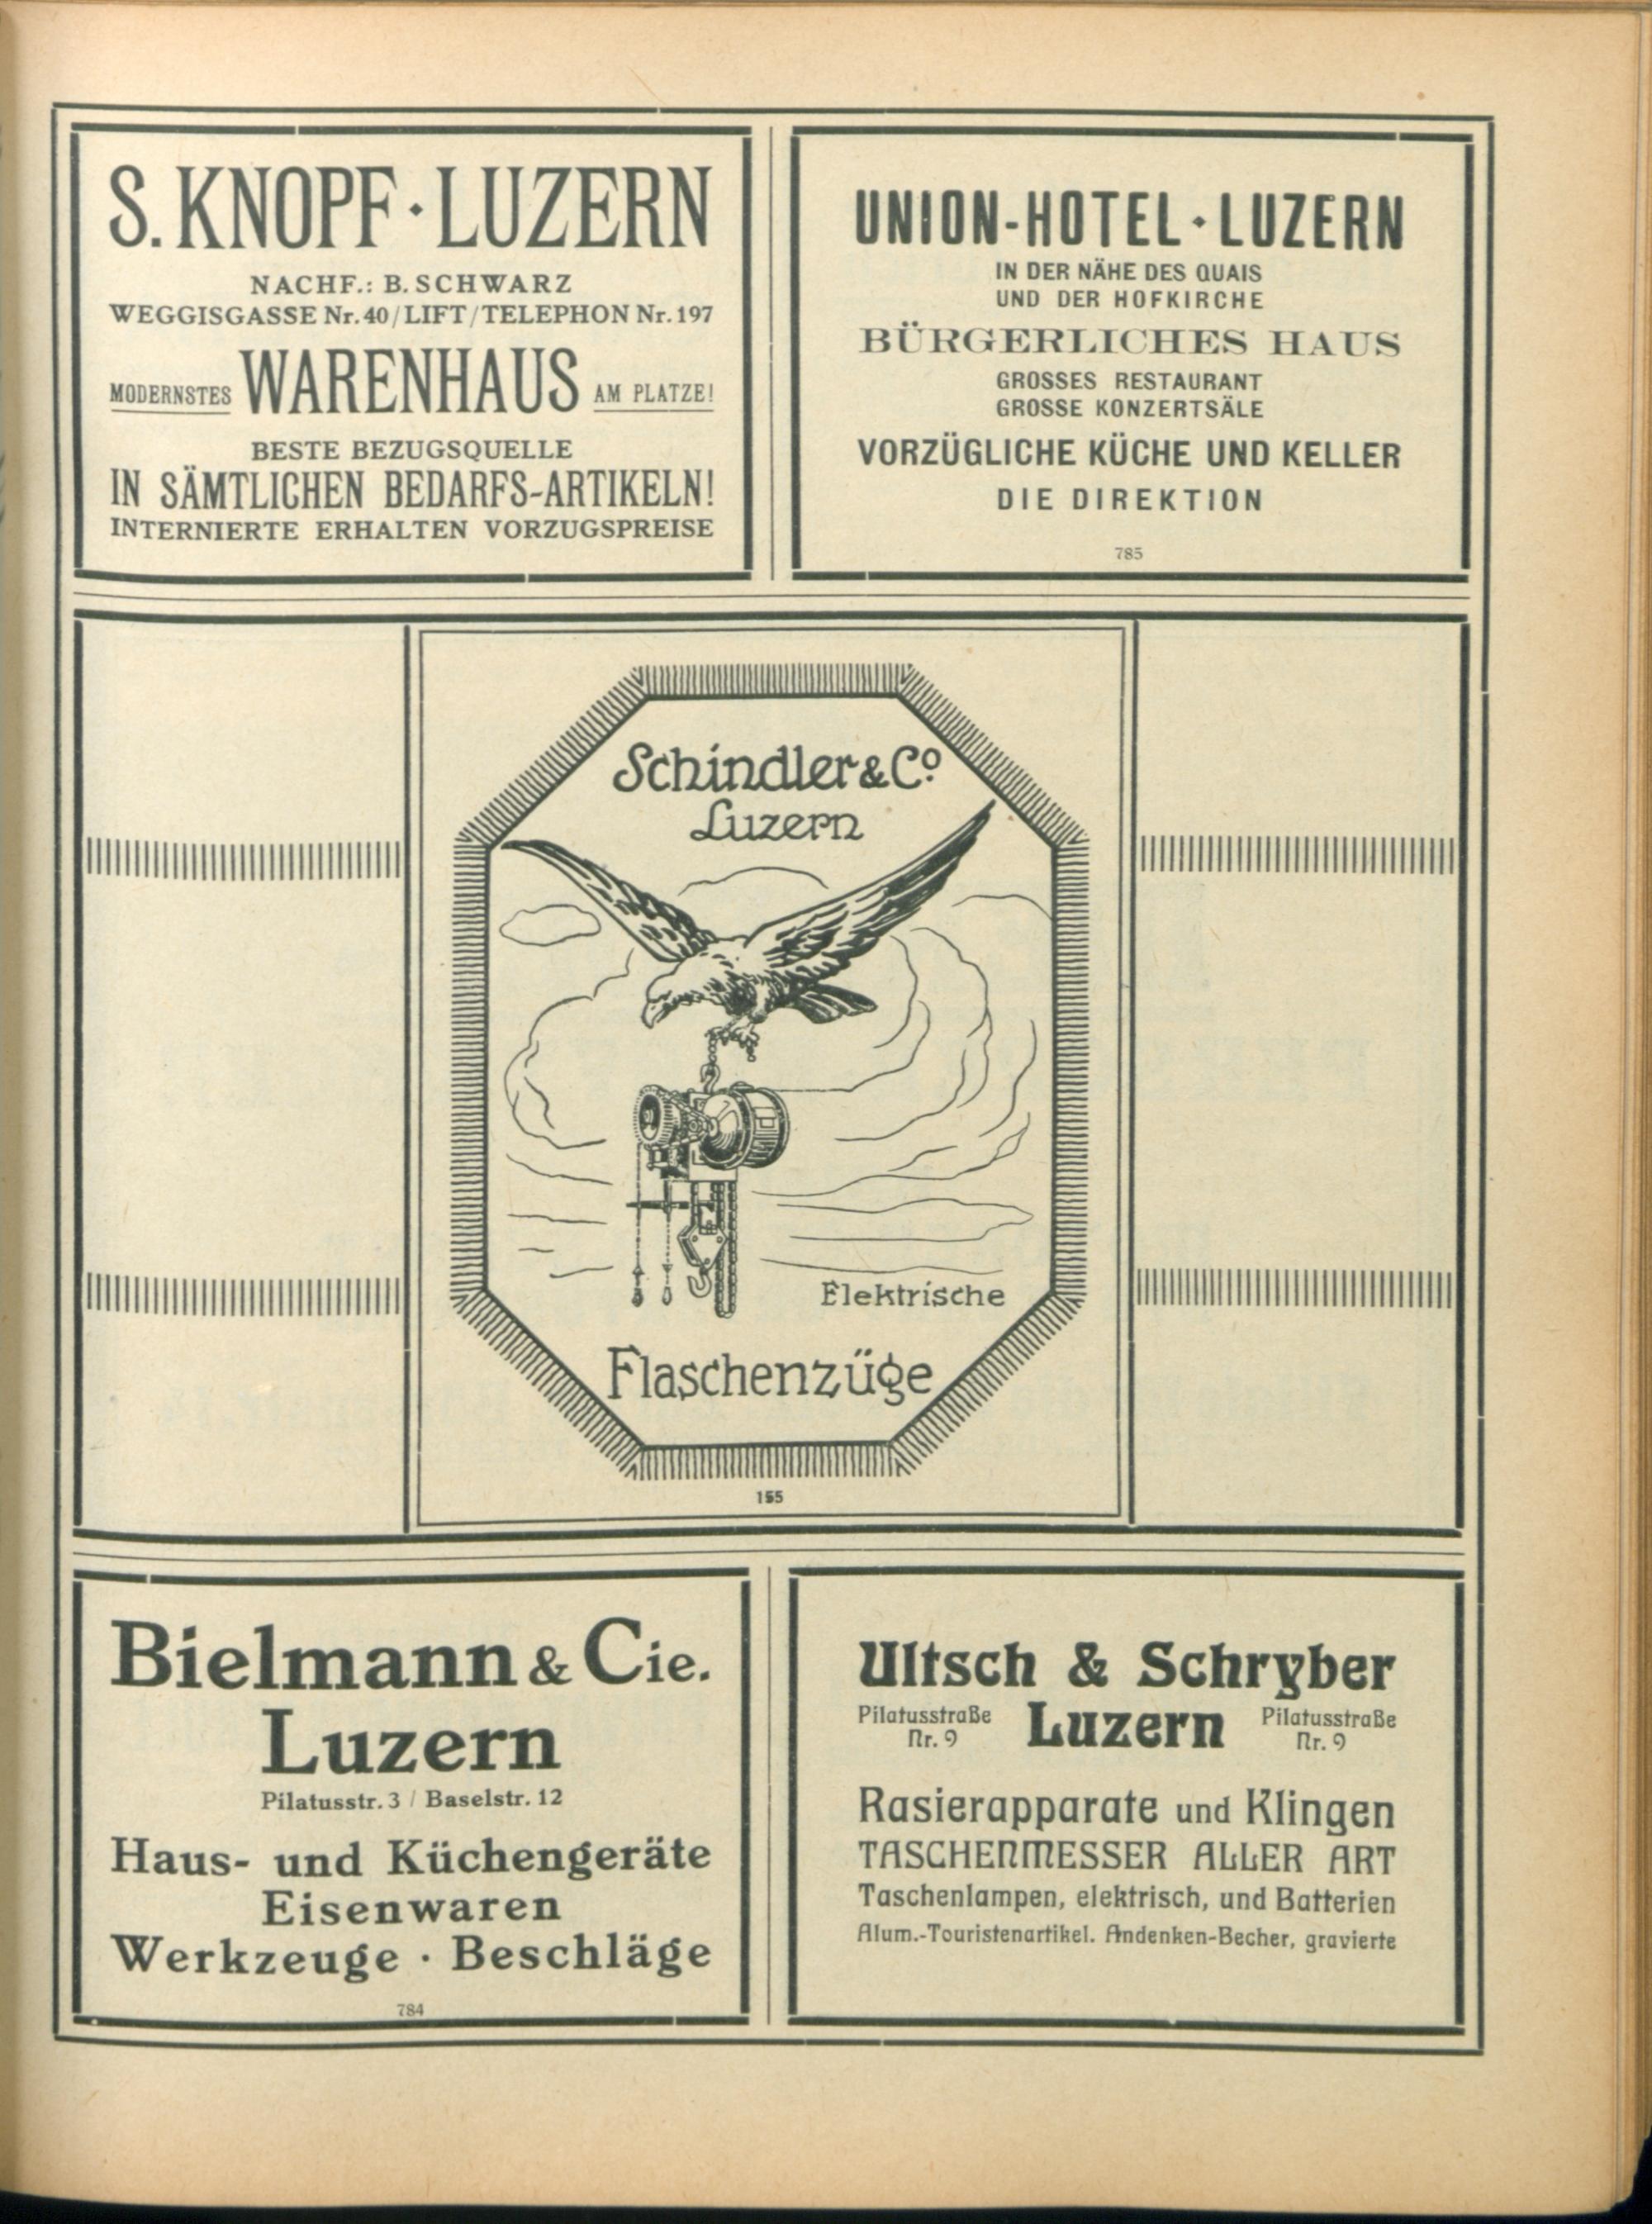 S. KNOPF · LUZERN
NACHF.: B. SCHWARZ
WEGGISGASSE Nr. 40 / LIFT / TELEPHON Nr. 197
MODERNSTES WARENHAUS AM PLATZE!
BESTE BEZUGSQUELLE
IN SÄMTLICHEN BEDARFS-ARTIKELN!
INTERNIERTE ERHALTEN VORZUGSPREISE
UNION-HOTEL · LUZERN
IN DER NÄHE DES QUAIS
UND DER HOFKIRCHE
BÜRGERLICHES HAUS
GROSSES RESTAURANT
GROSSE KONZERTSÄLE
VORZÜGLICHE KÜCHE UND KELLER
DIE DIREKTION
785
Schindler & Co.
Luzern
Elektrische
Flaschenzüge
155
Bielmann & Cie.
Luzern
Pilatusstr. 3 / Baselstr. 12
Haus- und Küchengeräte
Eisenwaren
Werkzeuge · Beschläge
784
Ultsch & Schryber
Pilatusstraße Nr. 9 Luzern Pilatusstraße Nr. 9
Rasierapparate und Klingen
TASCHENMESSER ALLER ART
Taschenlampen, elektrisch, und Batterien
Alum.-Touristenartikel. Andenken-Becher, gravierte